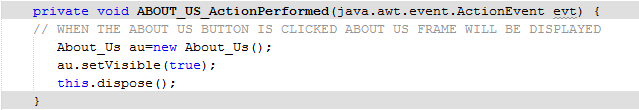 private void ABOUT_US_ActionPerformed(java.awt.event.ActionEvent evt) {
// WHEN THE ABOUT US BUTTON IS CLICKED ABOUT US FRAME WILL BE DISPLAYED
About_Us au=new About_Us();
au.setVisible(true);
this.dispose();
}